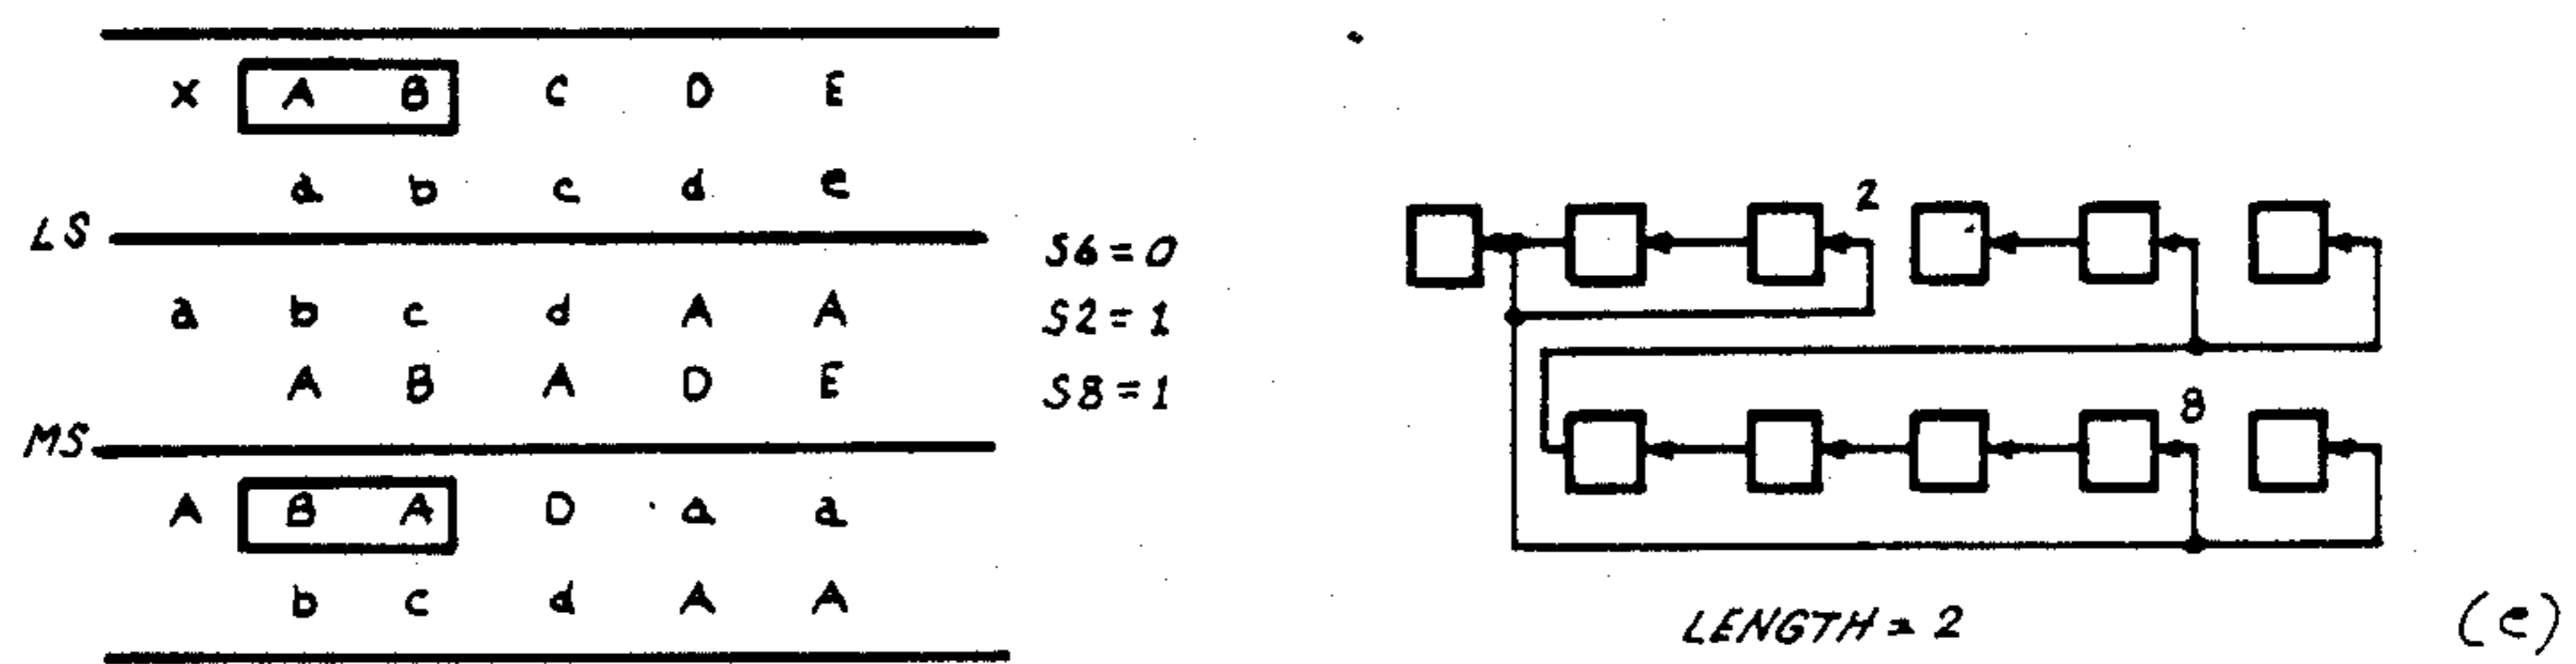 x A B C D E
a b c d e
LS
a b c d A A
A B A D E
MS
A B A D a a
b c d A A
S6 = 0
S2 = 1
S8 = 1
2
8
LENGTH = 2
(e)